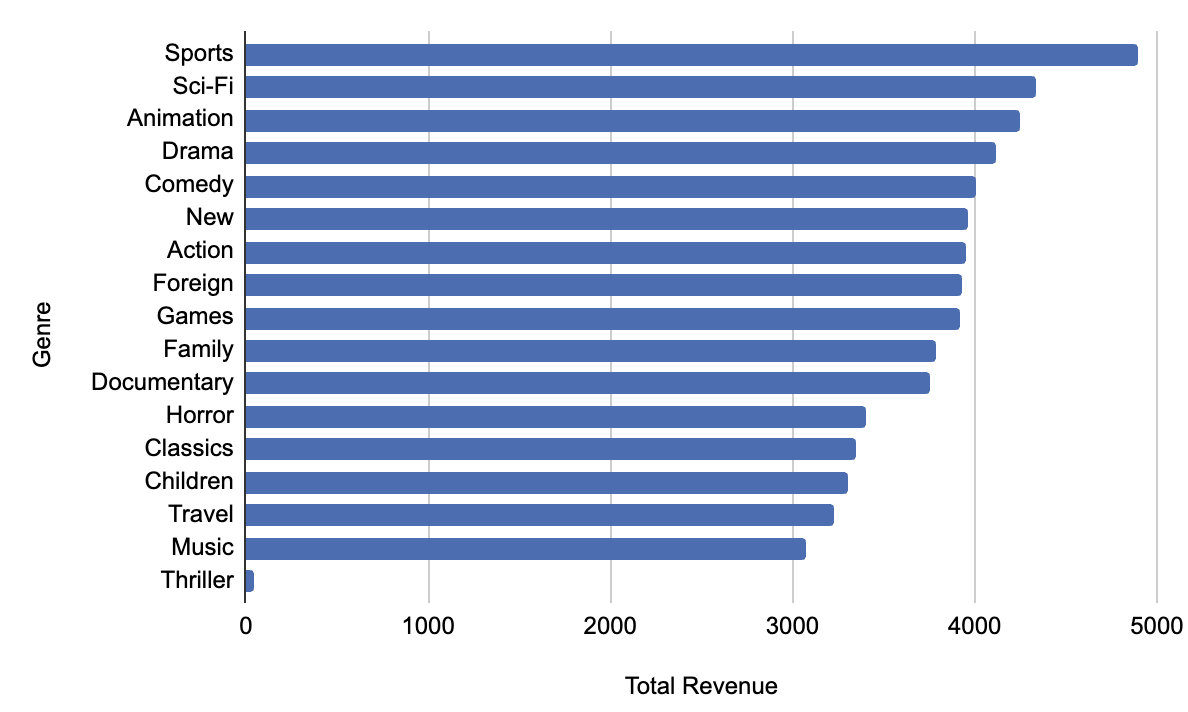 Genre
Sports
Sci-Fi
Animation
Drama
Comedy
New
Action
Foreign
Games
Family
Documentary
Horror
Classics
Children
Travel
Music
Thriller
0 1000 2000 3000 4000 5000
Total Revenue